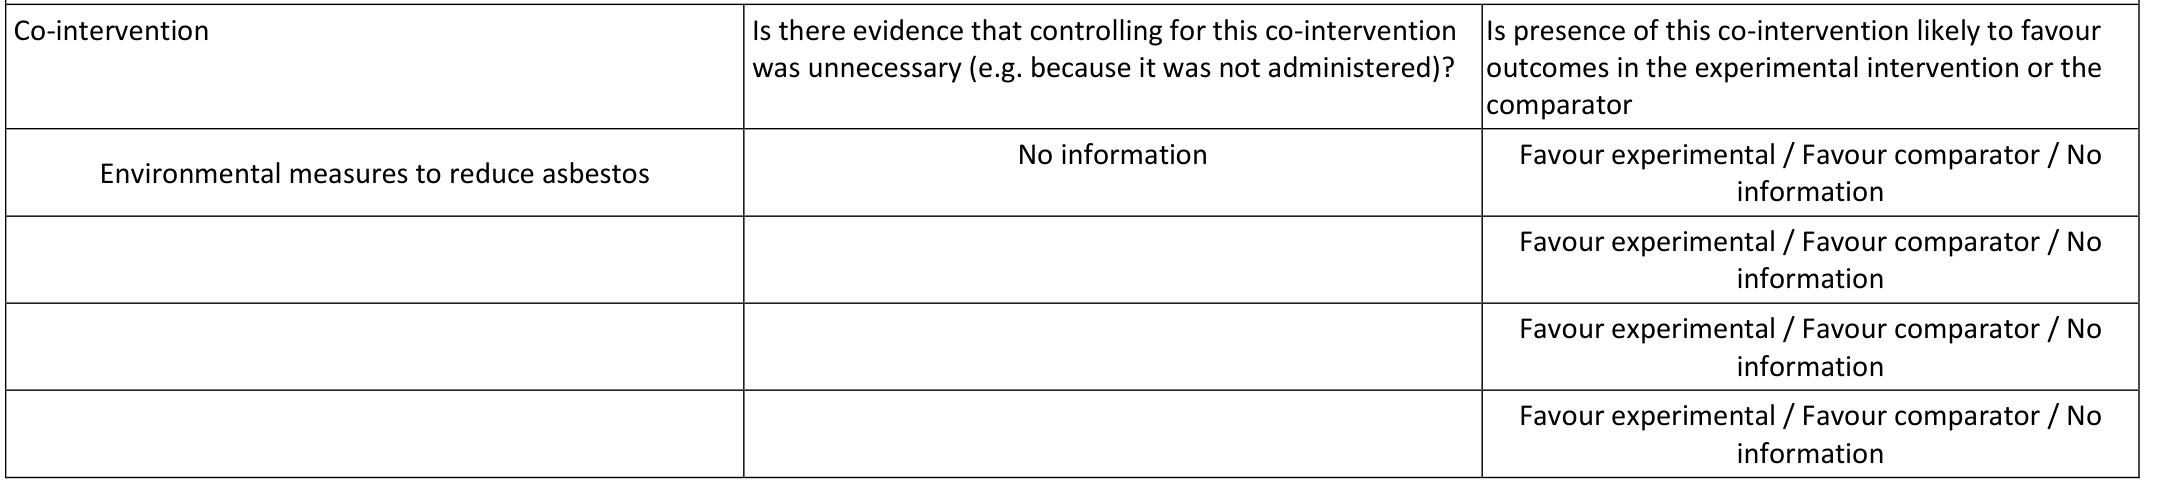 Co-intervention
Is there evidence that controlling for this co-intervention
was unnecessary (e.g. because it was not administered)?
Is presence of this co-intervention likely to favour
outcomes in the experimental intervention or the
comparator
Environmental measures to reduce asbestos
No information
Favour experimental / Favour comparator / No
information
Favour experimental / Favour comparator / No
information
Favour experimental / Favour comparator / No
information
Favour experimental / Favour comparator / No
information